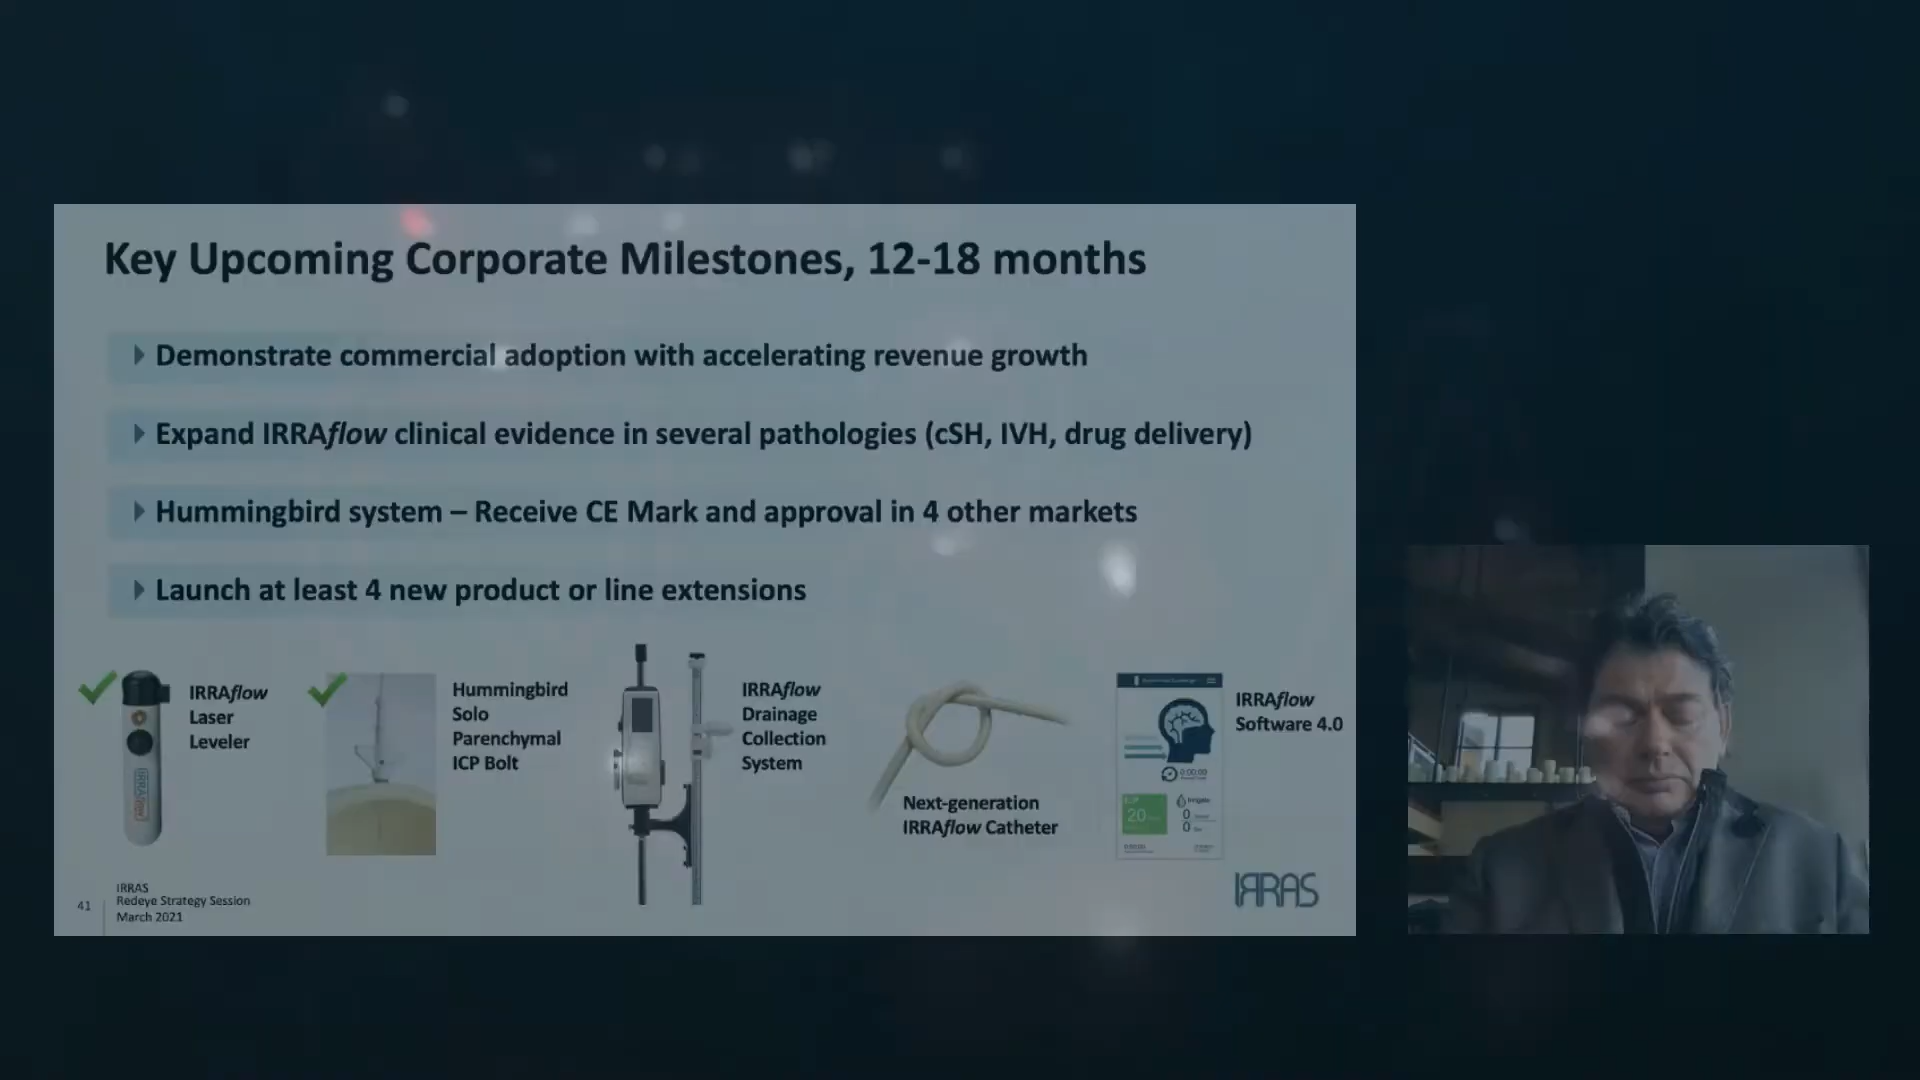 Key Upcoming Corporate Milestones, 12-18 months
Demonstrate commercial adoption with accelerating revenue growth
Expand IRRAflow clinical evidence in several pathologies (cSH, IVH, drug delivery)
Hummingbird system – Receive CE Mark and approval in 4 other markets
Launch at least 4 new product or line extensions
IRRAflow
Laser
Leveler
Hummingbird
Solo
Parenchymal
ICP Bolt
IRRAflow
Drainage
Collection
System
Next-generation
IRRAflow Catheter
IRRAflow
Software 4.0
20
0
0
IRRAS
41
IRRAS
Redeye Strategy Session
March 2021